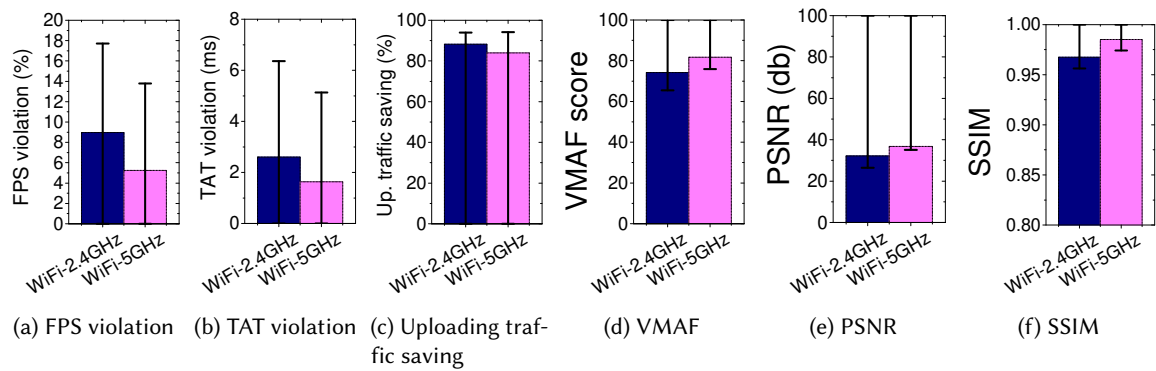 FPS violation (%)
20
18
16
14
12
10
8
6
4
2
0
WiFi-2.4GHz
WiFi-5GHz
(a) FPS violation
TAT violation (ms)
8
6
4
2
0
WiFi-2.4GHz
WiFi-5GHz
(b) TAT violation
Up. traffic saving (%)
100
80
60
40
20
0
WiFi-2.4GHz
WiFi-5GHz
(c) Uploading traf-
fic saving
VMAF score
100
80
60
40
20
0
WiFi-2.4GHz
WiFi-5GHz
(d) VMAF
PSNR (db)
100
80
60
40
20
0
WiFi-2.4GHz
WiFi-5GHz
(e) PSNR
SSIM
1.00
0.95
0.90
0.85
0.80
WiFi-2.4GHz
WiFi-5GHz
(f) SSIM